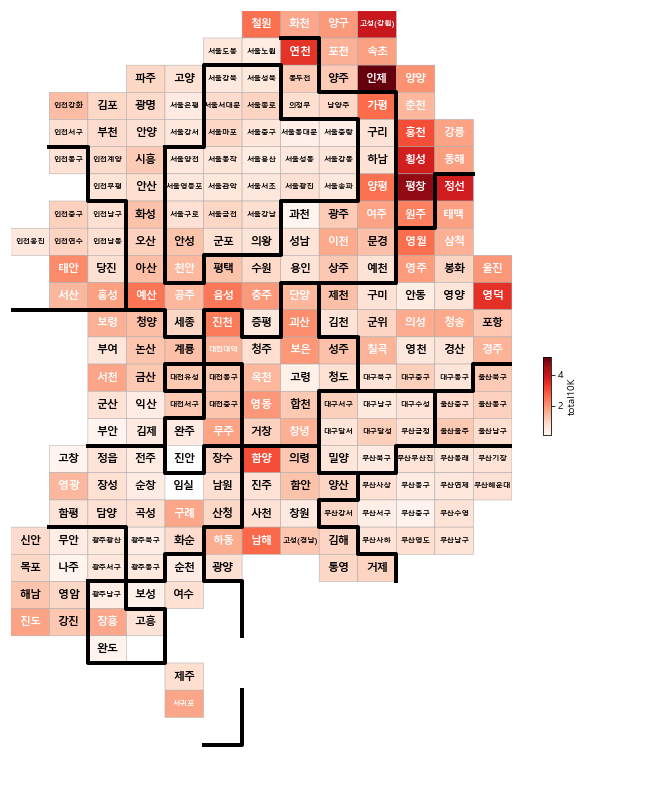 철원 화천 양구 고성(강원)
서울도봉 서울노원 연천 포천 속초
파주 고양 서울강북 서울성북 동두천 양주 인제 양양
인천강화 김포 광명 서울은평 서울서대문 서울종로 의정부 남양주 가평 춘천
인천서구 부천 안양 서울강서 서울마포 서울중구 서울동대문 서울중랑 구리 홍천 강릉
인천동구 인천계양 시흥 서울양천 서울동작 서울용산 서울성동 서울강동 하남 횡성 동해
인천부평 안산 서울영등포 서울관악 서울서초 서울광진 서울송파 양평 평창 정선
인천중구 인천남구 화성 서울구로 서울금천 서울강남 과천 광주 여주 원주 태백
인천옹진 인천연수 인천남동 오산 안성 군포 의왕 성남 이천 문경 영월 삼척
태안 당진 아산 천안 평택 수원 용인 상주 예천 영주 봉화 울진
서산 홍성 예산 공주 음성 충주 단양 제천 구미 안동 영양 영덕
보령 청양 세종 진천 증평 괴산 김천 군위 의성 청송 포항
부여 논산 계룡 대전대덕 청주 보은 성주 칠곡 영천 경산 경주
서천 금산 대전유성 대전동구 옥천 고령 청도 대구북구 대구중구 대구동구 울산북구
군산 익산 대전서구 대전중구 영동 합천 대구서구 대구남구 대구수성 울산중구 울산동구
부안 김제 완주 무주 거창 창녕 대구달서 대구달성 부산금정 울산울주 울산남구
고창 정읍 전주 진안 장수 함양 의령 밀양 부산북구 부산부산진 부산동래 부산기장
영광 장성 순창 임실 남원 진주 함안 양산 부산사상 부산동구 부산연제 부산해운대
함평 담양 곡성 구례 산청 사천 창원 부산강서 부산서구 부산중구 부산수영
신안 무안 광주광산 광주북구 화순 하동 남해 고성(경남) 김해 부산사하 부산영도 부산남구
목포 나주 광주서구 광주동구 순천 광양 통영 거제
해남 영암 광주남구 보성 여수
진도 강진 장흥 고흥
완도
제주
서귀포
4
2
total10K